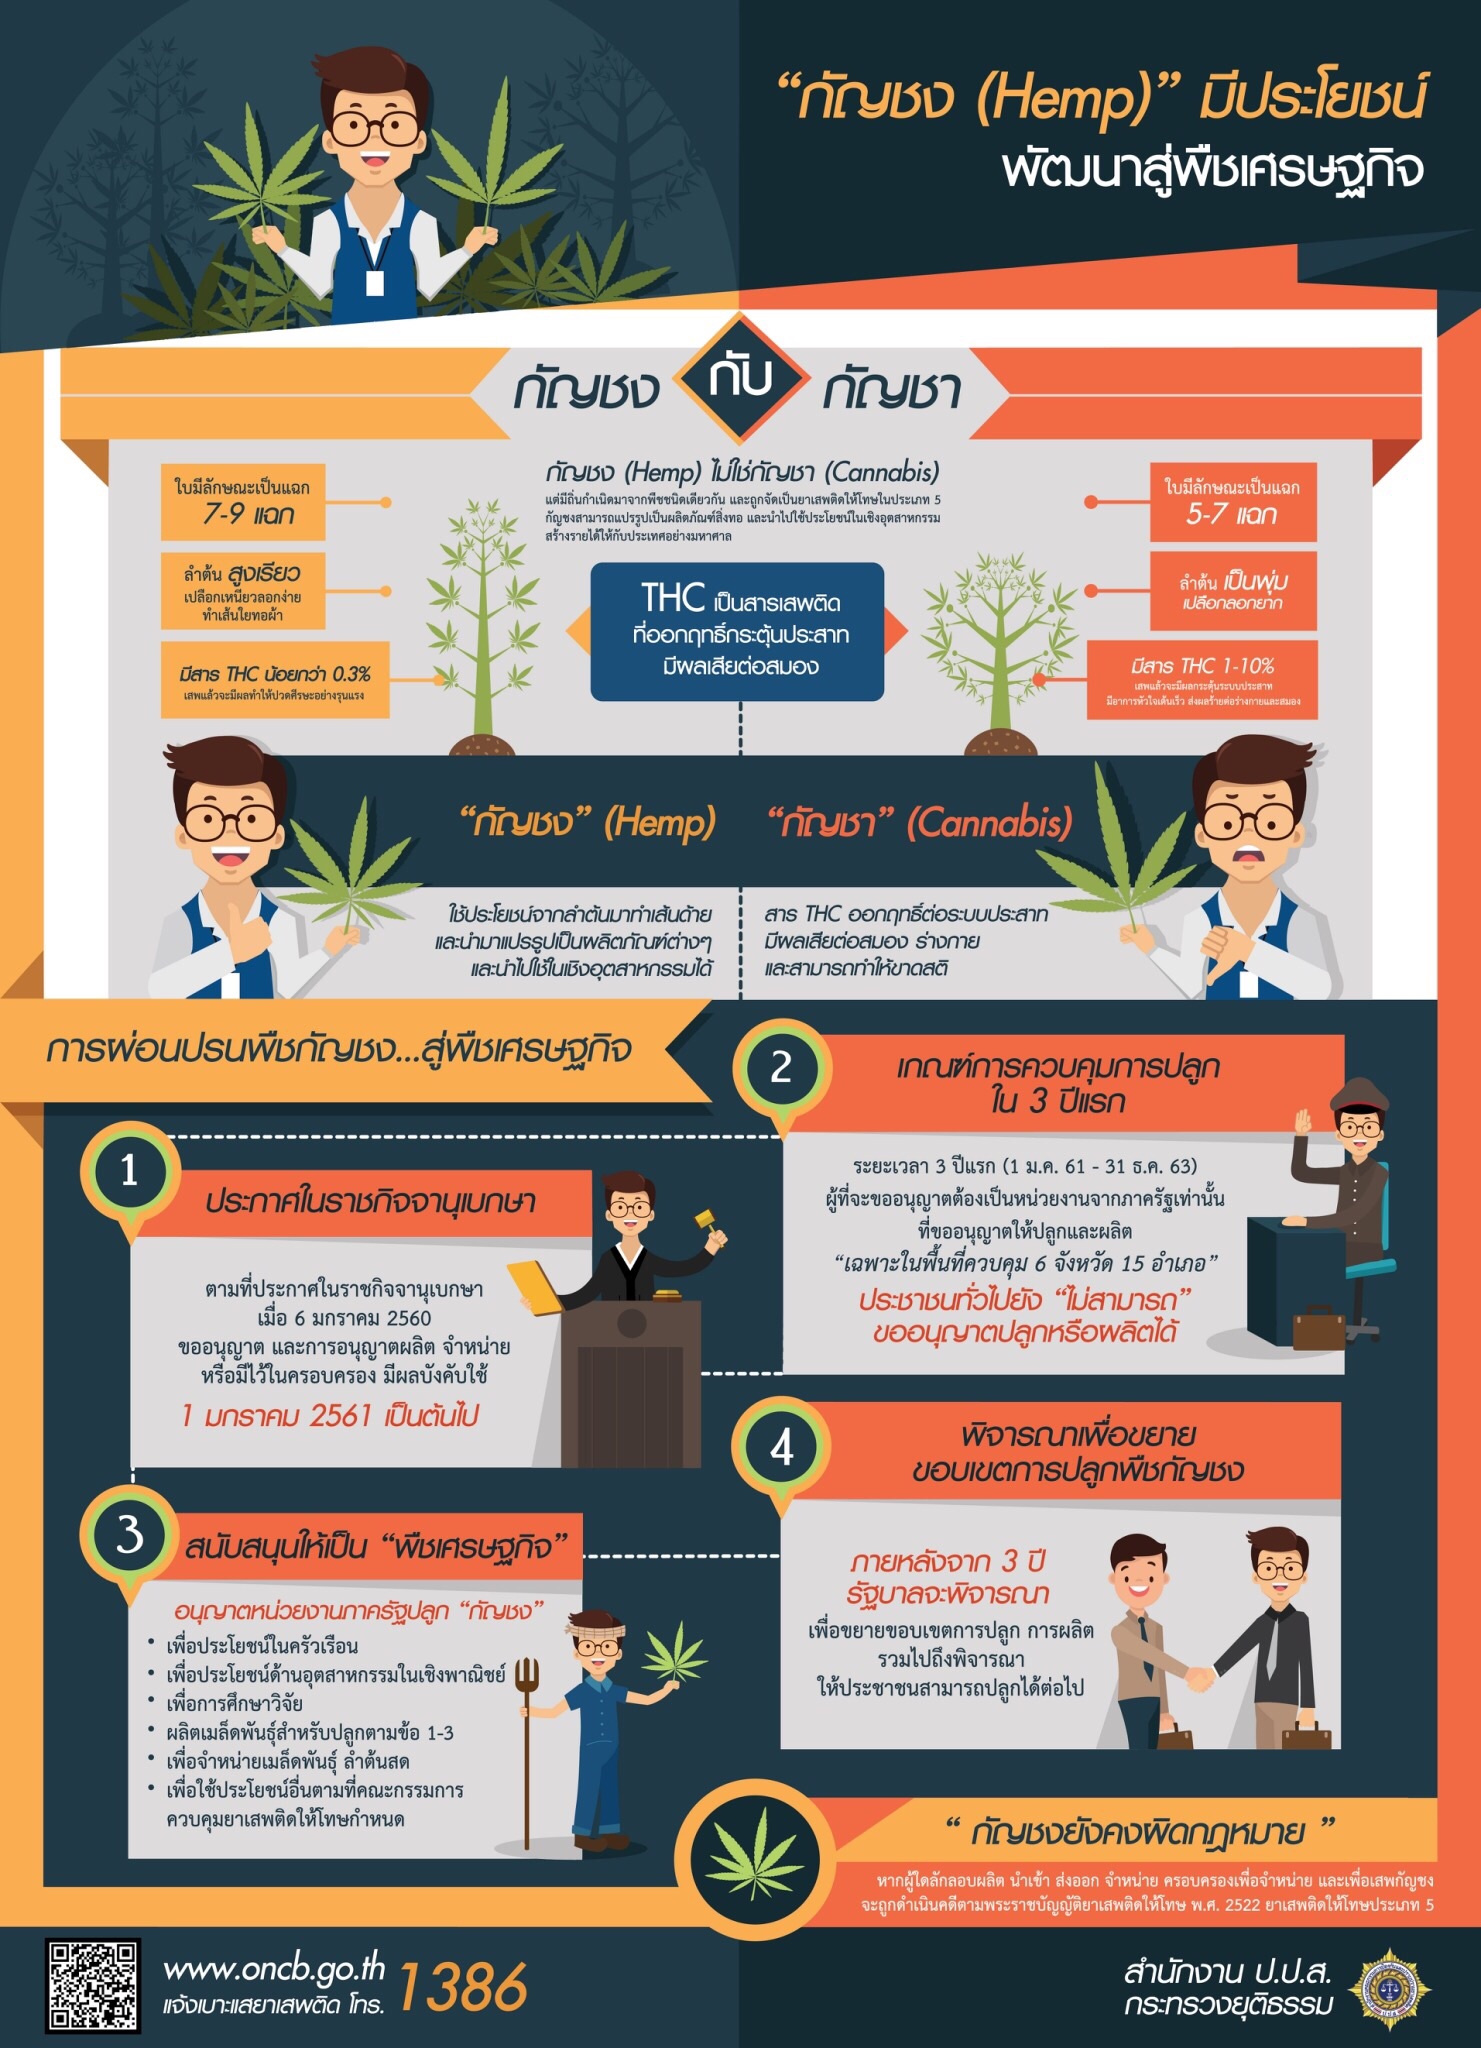 “กัญชง (Hemp)” มีประโยชน์
พัฒนาสู่พืชเศรษฐกิจ
กัญชง กับ กัญชา
กัญชง (Hemp) ไม่ใช่กัญชา (Cannabis)
แต่มีถิ่นกำเนิดมาจากพืชชนิดเดียวกัน และถูกจัดเป็นยาเสพติดให้โทษในประเภท 5
กัญชงสามารถแปรรูปเป็นผลิตภัณฑ์สิ่งทอ และนำไปใช้ประโยชน์ในเชิงอุตสาหกรรม
สร้างรายได้ให้กับประเทศอย่างมหาศาล
ใบมีลักษณะเป็นแฉก
7-9 แฉก
ลำต้น สูงเรียว
เปลือกเหนียวลอกง่าย
ทำเส้นใยทอผ้า
มีสาร THC น้อยกว่า 0.3%
เสพแล้วจะมีผลทำให้ปวดศีรษะอย่างรุนแรง
THC เป็นสารเสพติด
ที่ออกฤทธิ์กระตุ้นประสาท
มีผลเสียต่อสมอง
ใบมีลักษณะเป็นแฉก
5-7 แฉก
ลำต้น เป็นพุ่ม
เปลือกลอกยาก
มีสาร THC 1-10%
เสพแล้วจะมีผลกระตุ้นระบบประสาท
มีอาการหัวใจเต้นเร็ว ส่งผลร้ายต่อร่างกายและสมอง
“กัญชง” (Hemp)
ใช้ประโยชน์จากลำต้นมาทำเส้นด้าย
และนำมาแปรรูปเป็นผลิตภัณฑ์ต่างๆ
และนำไปใช้ในเชิงอุตสาหกรรมได้
“กัญชา” (Cannabis)
สาร THC ออกฤทธิ์ต่อระบบประสาท
มีผลเสียต่อสมอง ร่างกาย
และสามารถทำให้ขาดสติ
การผ่อนปรนพืชกัญชง...สู่พืชเศรษฐกิจ
1
ประกาศในราชกิจจานุเบกษา
ตามที่ประกาศในราชกิจจานุเบกษา
เมื่อ 6 มกราคม 2560
ขออนุญาต และการอนุญาตผลิต จำหน่าย
หรือมีไว้ในครอบครอง มีผลบังคับใช้
1 มกราคม 2561 เป็นต้นไป
2
เกณฑ์การควบคุมการปลูก
ใน 3 ปีแรก
ระยะเวลา 3 ปีแรก (1 ม.ค. 61 - 31 ธ.ค. 63)
ผู้ที่จะขออนุญาตต้องเป็นหน่วยงานจากภาครัฐเท่านั้น
ที่ขออนุญาตให้ปลูกและผลิต
“เฉพาะในพื้นที่ควบคุม 6 จังหวัด 15 อำเภอ”
ประชาชนทั่วไปยัง “ไม่สามารถ”
ขออนุญาตปลูกหรือผลิตได้
3
สนับสนุนให้เป็น “พืชเศรษฐกิจ”
อนุญาตหน่วยงานภาครัฐปลูก “กัญชง”
• เพื่อประโยชน์ในครัวเรือน
• เพื่อประโยชน์ด้านอุตสาหกรรมในเชิงพาณิชย์
• เพื่อการศึกษาวิจัย
• ผลิตเมล็ดพันธุ์สำหรับปลูกตามข้อ 1-3
• เพื่อจำหน่ายเมล็ดพันธุ์ ลำต้นสด
• เพื่อใช้ประโยชน์อื่นตามที่คณะกรรมการ
ควบคุมยาเสพติดให้โทษกำหนด
4
พิจารณาเพื่อขยาย
ขอบเขตการปลูกพืชกัญชง
ภายหลังจาก 3 ปี
รัฐบาลจะพิจารณา
เพื่อขยายขอบเขตการปลูก การผลิต
รวมไปถึงพิจารณา
ให้ประชาชนสามารถปลูกได้ต่อไป
“ กัญชงยังคงผิดกฎหมาย ”
หากผู้ใดลักลอบผลิต นำเข้า ส่งออก จำหน่าย ครอบครองเพื่อจำหน่าย และเพื่อเสพกัญชง
จะถูกดำเนินคดีตามพระราชบัญญัติยาเสพติดให้โทษ พ.ศ. 2522 ยาเสพติดให้โทษประเภท 5
www.oncb.go.th
แจ้งเบาะแสยาเสพติด โทร. 1386
สำนักงาน ป.ป.ส.
กระทรวงยุติธรรม